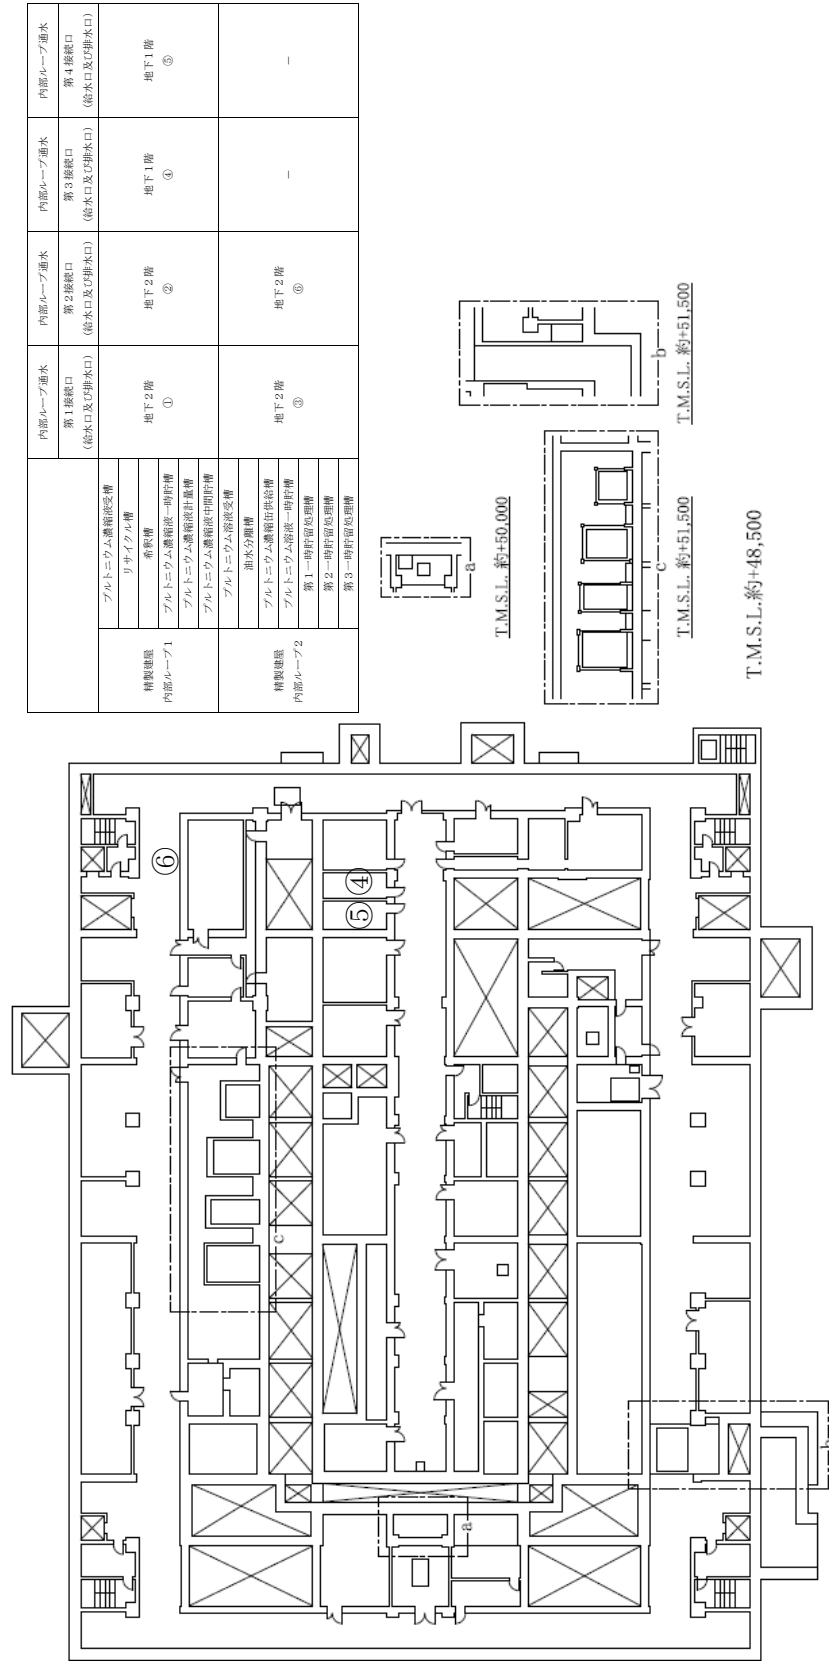 内部ループ通水
第1接続口
(給水口及び排水口)
内部ループ通水
第2接続口
(給水口及び排水口)
内部ループ通水
第3接続口
(給水口及び排水口)
内部ループ通水
第4接続口
(給水口及び排水口)
精製建屋
内部ループ1
プルトニウム濃縮液受槽
リサイクル槽
希釈槽
プルトニウム濃縮液一時貯槽
プルトニウム濃縮液計量槽
プルトニウム濃縮液中間貯槽
地下2階
①
地下2階
②
地下1階
④
地下1階
⑤
精製建屋
内部ループ2
プルトニウム溶液受槽
油水分離槽
プルトニウム濃縮缶供給槽
プルトニウム溶液一時貯槽
第1一時貯留処理槽
第2一時貯留処理槽
第3一時貯留処理槽
地下2階
③
地下2階
⑥
－
－
a
T.M.S.L. 約+50,000
b
T.M.S.L. 約+51,500
c
T.M.S.L. 約+51,500
T.M.S.L.約+48,500
⑥
④
⑤
c
a
b